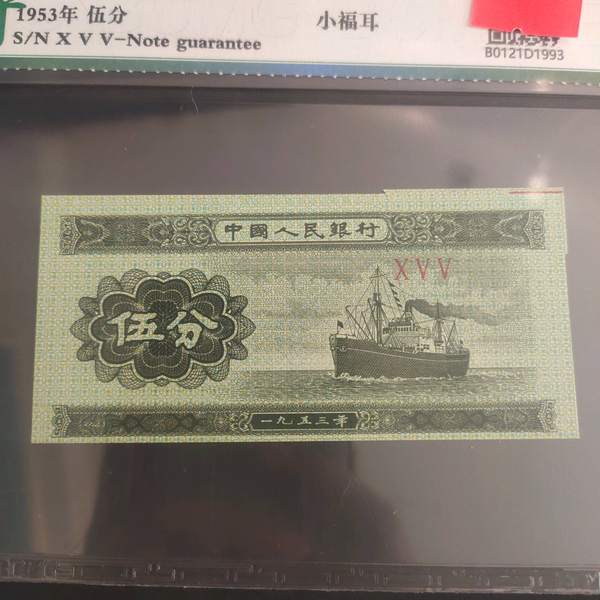 1953年 伍分
小福耳
S/N X V V-Note guarantee
B0121D1993
中國人民銀行
XVV
伍分
一九五三年